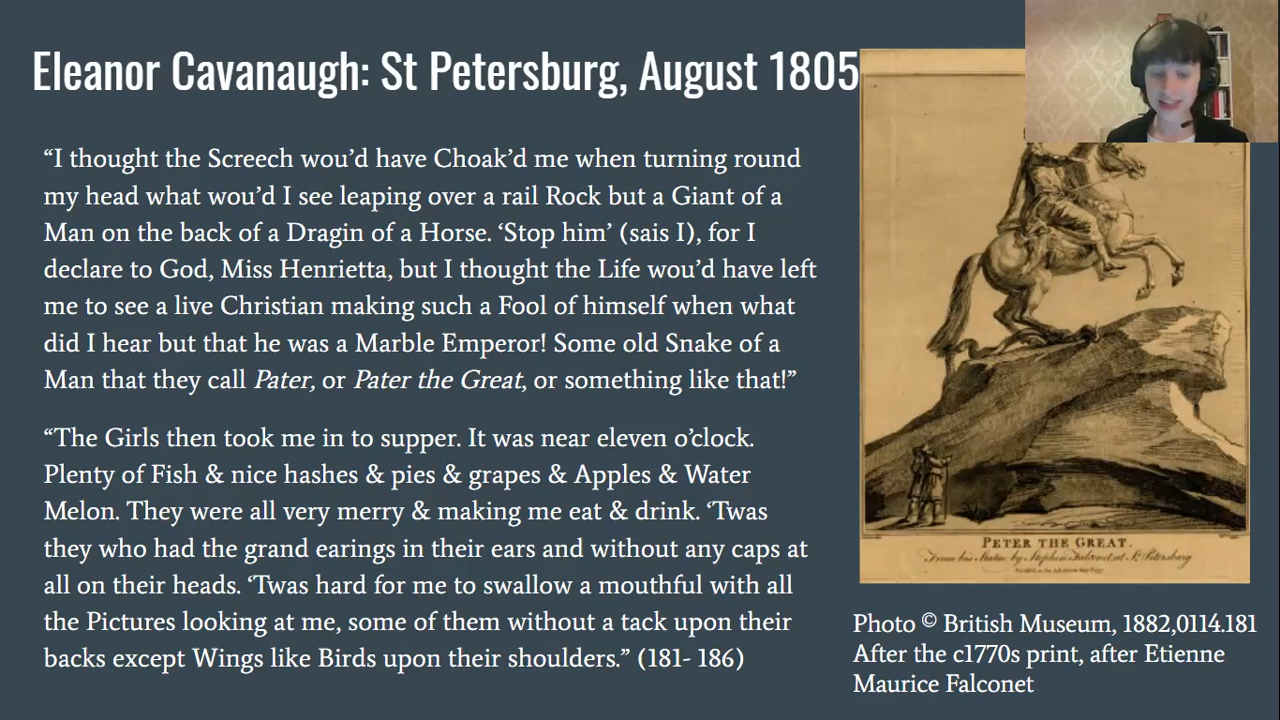 Eleanor Cavanaugh: St Petersburg, August 1805
“I thought the Screech wou’d have Choak’d me when turning round
my head what wou’d I see leaping over a rail Rock but a Giant of a
Man on the back of a Dragin of a Horse. ‘Stop him’ (sais I), for I
declare to God, Miss Henrietta, but I thought the Life wou’d have left
me to see a live Christian making such a Fool of himself when what
did I hear but that he was a Marble Emperor! Some old Snake of a
Man that they call Pater, or Pater the Great, or something like that!”
“The Girls then took me in to supper. It was near eleven o’clock.
Plenty of Fish & nice hashes & pies & grapes & Apples & Water
Melon. They were all very merry & making me eat & drink. ‘Twas
they who had the grand earings in their ears and without any caps at
all on their heads. ‘Twas hard for me to swallow a mouthful with all
the Pictures looking at me, some of them without a tack upon their
backs except Wings like Birds upon their shoulders.” (181- 186)
PETER THE GREAT.
From his Statue by Stephen Falconet at St. Petersburg
Photo © British Museum, 1882,0114.181
After the c1770s print, after Etienne
Maurice Falconet